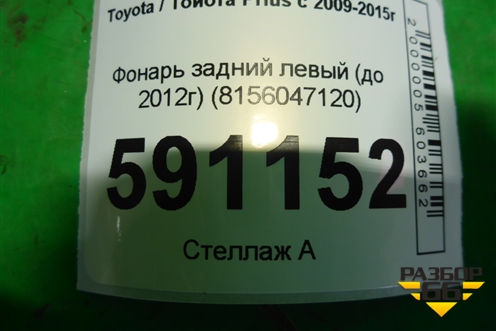 Toyota / Тойота Prius с 2009-2015г
Фонарь задний левый (до
2012г) (8156047120)
591152
Стеллаж А
2000005603662
РАЗБОР
66